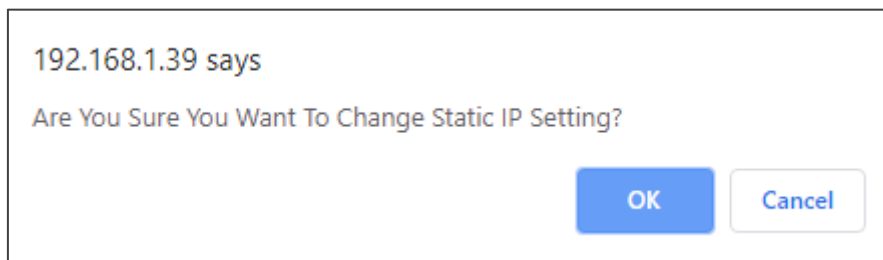 192.168.1.39 says
Are You Sure You Want To Change Static IP Setting?
OK
Cancel